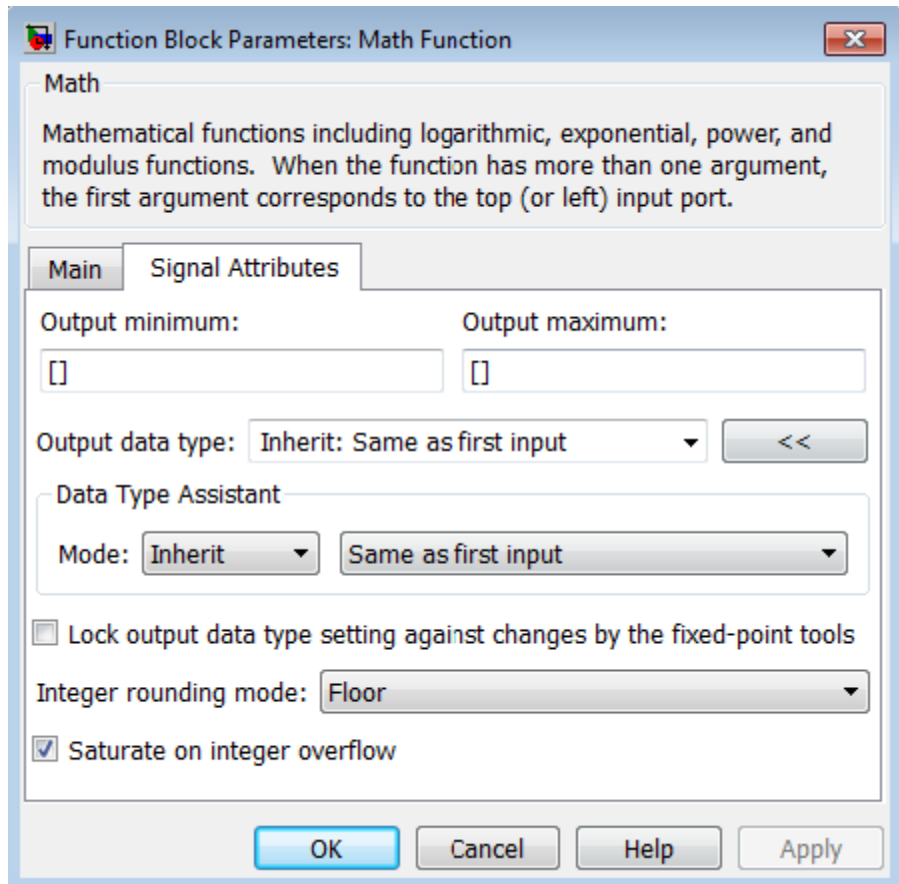 Function Block Parameters: Math Function
Math
Mathematical functions including logarithmic, exponential, power, and
modulus functions.  When the function has more than one argument,
the first argument corresponds to the top (or left) input port.
Main Signal Attributes
Output minimum: Output maximum:
[] []
Output data type: Inherit: Same as first input <<
Data Type Assistant
Mode: Inherit Same as first input
Lock output data type setting against changes by the fixed-point tools
Integer rounding mode: Floor
Saturate on integer overflow
OK Cancel Help Apply